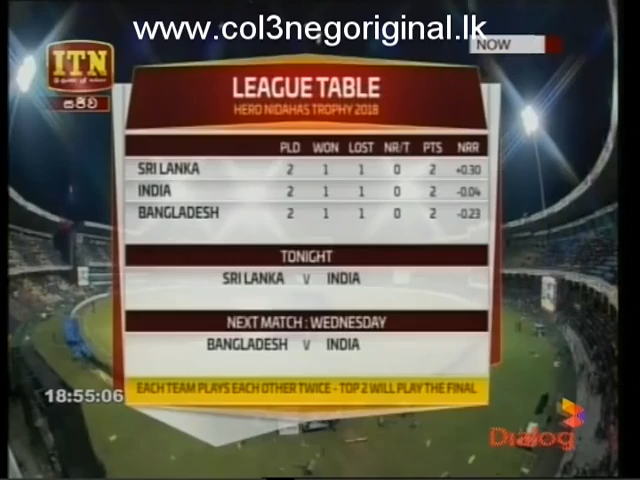 www.col3negoriginal.lk
NOW
ITN
සජීව
LEAGUE TABLE
HERO NIDAHAS TROPHY 2018
PLD WON LOST NR/T PTS NRR
SRI LANKA 2 1 1 0 2 +0.30
INDIA 2 1 1 0 2 -0.04
BANGLADESH 2 1 1 0 2 -0.23
TONIGHT
SRI LANKA V INDIA
NEXT MATCH : WEDNESDAY
BANGLADESH V INDIA
EACH TEAM PLAYS EACH OTHER TWICE - TOP 2 WILL PLAY THE FINAL
18:55:06
Dialog